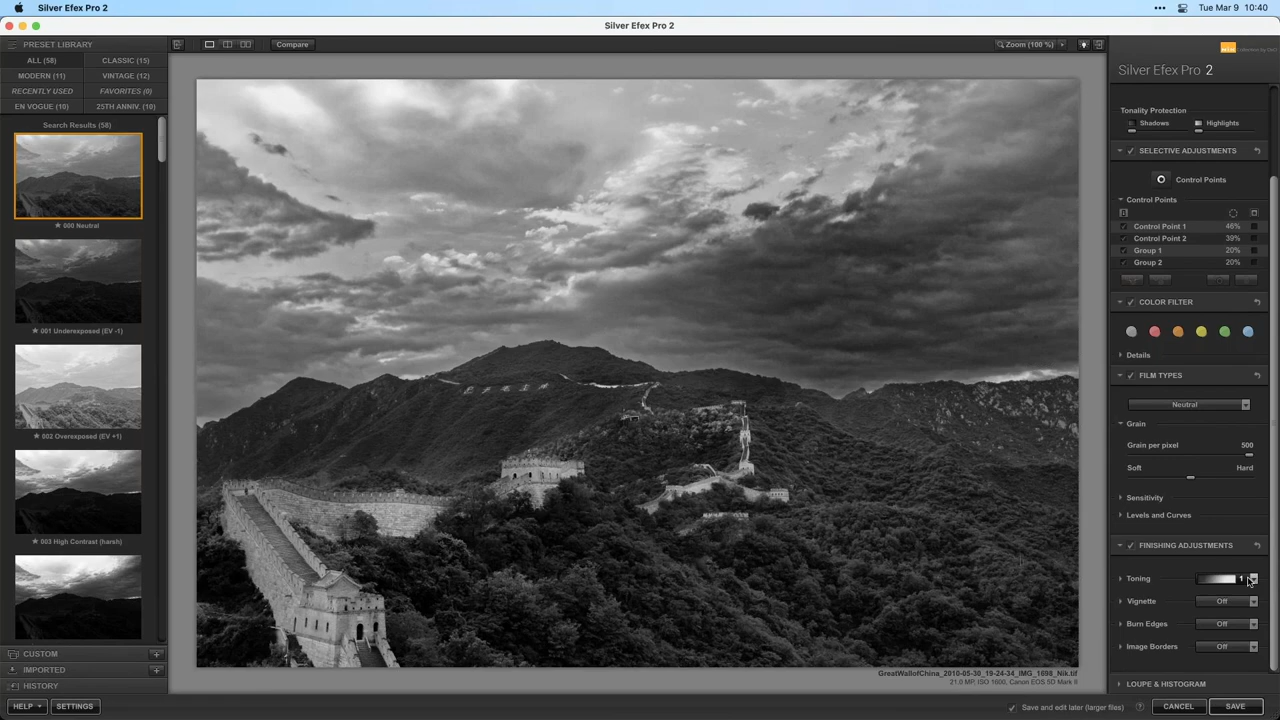 Silver Efex Pro 2
Tue Mar 9 10:40
Silver Efex Pro 2
PRESET LIBRARY
ALL (58)
CLASSIC (15)
MODERN (11)
VINTAGE (12)
RECENTLY USED
FAVORITES (0)
EN VOGUE (10)
25TH ANNIV. (10)
Search Results (58)
000 Neutral
001 Underexposed (EV -1)
002 Overexposed (EV +1)
003 High Contrast (harsh)
CUSTOM
IMPORTED
HISTORY
HELP
SETTINGS
Compare
Zoom (100 %)
GreatWallofChina_2010-05-30_19-24-34_IMG_1698_Nik.tif
21.0 MP, ISO 1600, Canon EOS 5D Mark II
Save and edit later (larger files)
?
Silver Efex Pro 2
Tonality Protection
Shadows
Highlights
SELECTIVE ADJUSTMENTS
Control Points
Control Points
Control Point 1 46%
Control Point 2 39%
Group 1 20%
Group 2 20%
COLOR FILTER
Details
FILM TYPES
Neutral
Grain
Grain per pixel 500
Soft Hard
Sensitivity
Levels and Curves
FINISHING ADJUSTMENTS
Toning 1
Vignette Off
Burn Edges Off
Image Borders Off
LOUPE & HISTOGRAM
CANCEL
SAVE